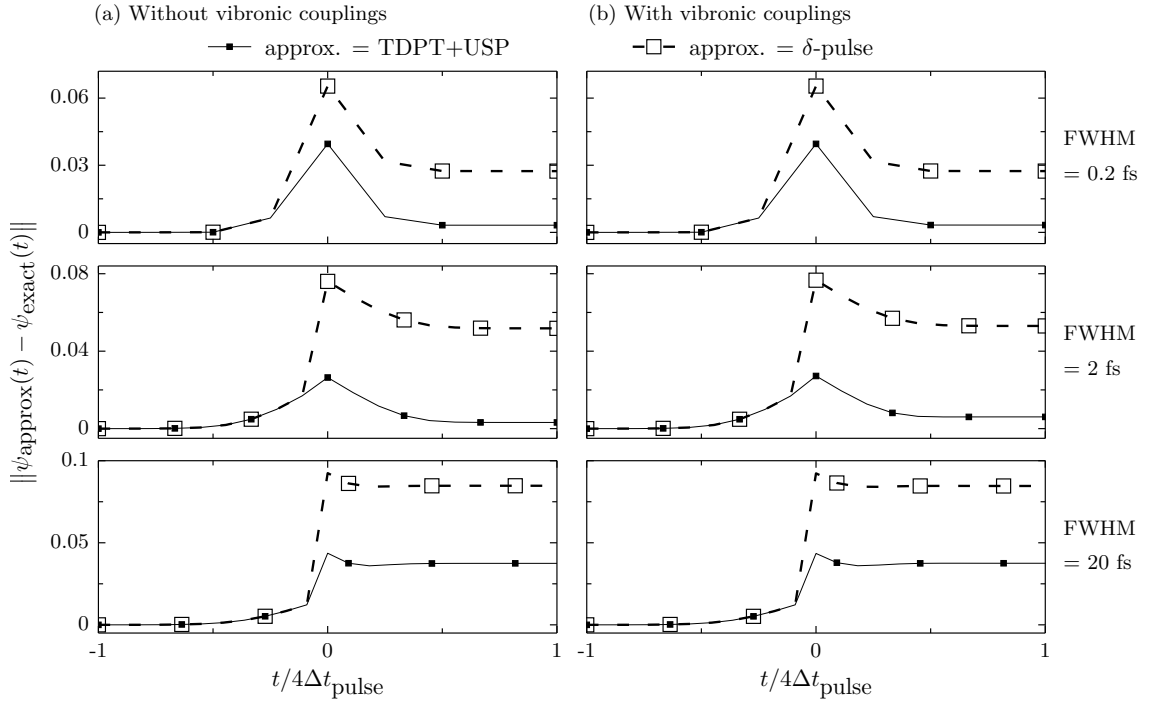 (a) Without vibronic couplings
(b) With vibronic couplings
approx. = TDPT+USP
approx. = δ-pulse
||ψapprox(t) − ψexact(t)||
0.06
0.03
0
FWHM
= 0.2 fs
0.08
0.04
0
FWHM
= 2 fs
0.1
0.05
0
FWHM
= 20 fs
-1 0 1
-1 0 1
t/4Δtpulse
t/4Δtpulse